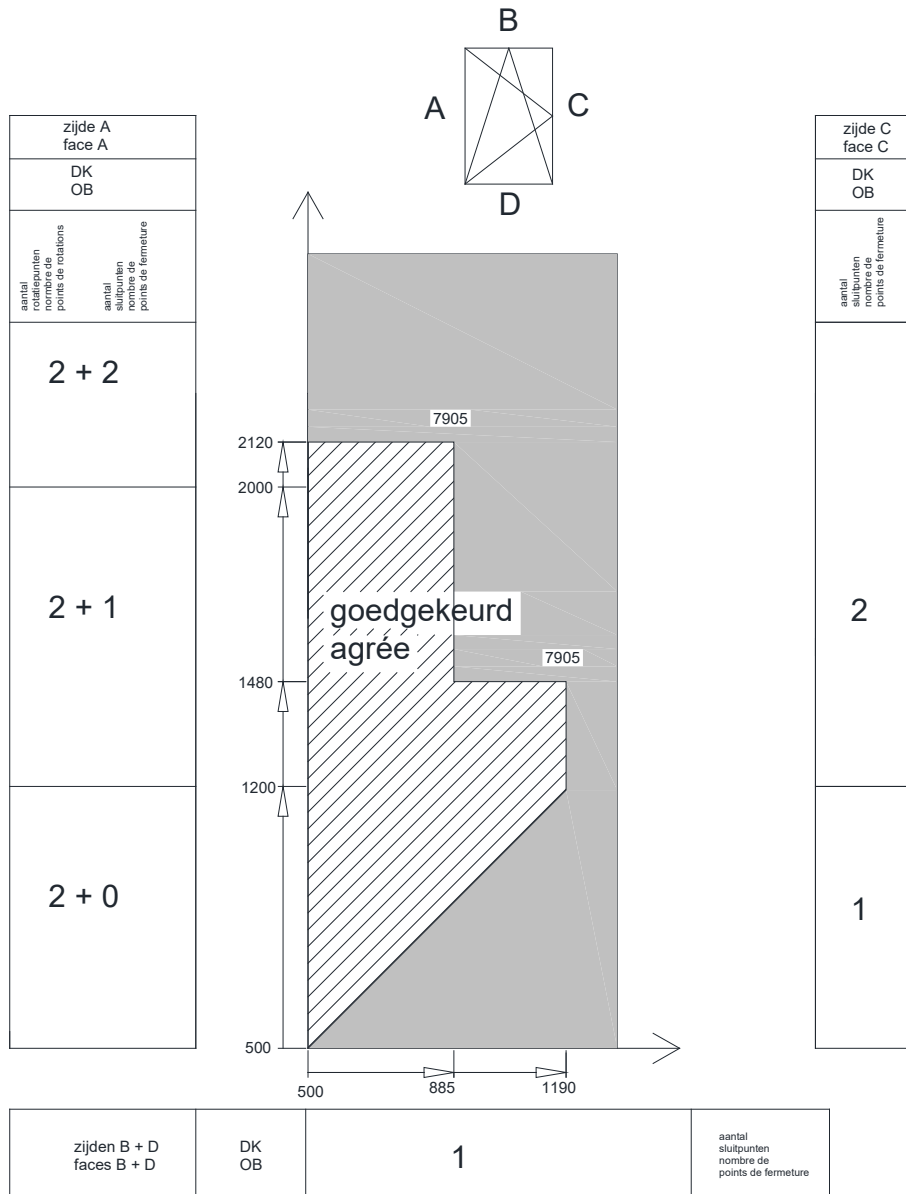 B
A
C
D
zijde A
face A
DK
OB
aantal
rotatiepunten
normbre de
points de rotations
aantal
sluitpunten
nombre de
points de fermeture
2 + 2
2 + 1
2 + 0
zijde C
face C
DK
OB
aantal
sluitpunten
nombre de
points de fermeture
2
1
7905
2120
2000
goedgekeurd
agrée
7905
1480
1200
500
500
885
1190
zijden B + D
faces B + D
DK
OB
1
aantal
sluitpunten
nombre de
points de fermeture